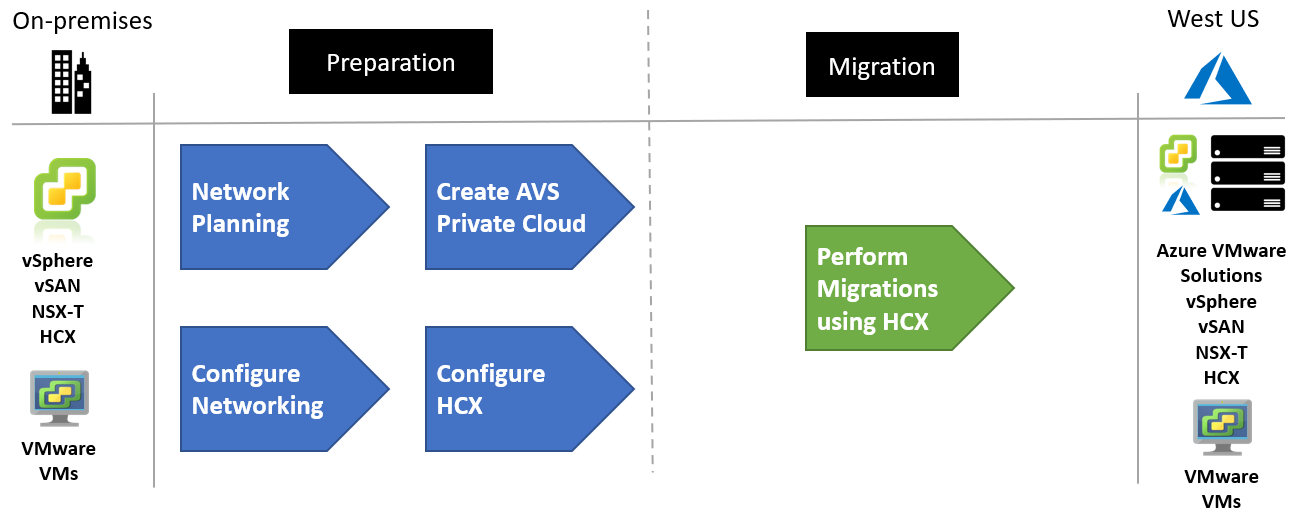 On-premises
Preparation
Migration
West US
vSphere
vSAN
NSX-T
HCX
VMware
VMs
Network
Planning
Create AVS
Private Cloud
Configure
Networking
Configure
HCX
Perform
Migrations
using HCX
Azure VMware
Solutions
vSphere
vSAN
NSX-T
HCX
VMware
VMs